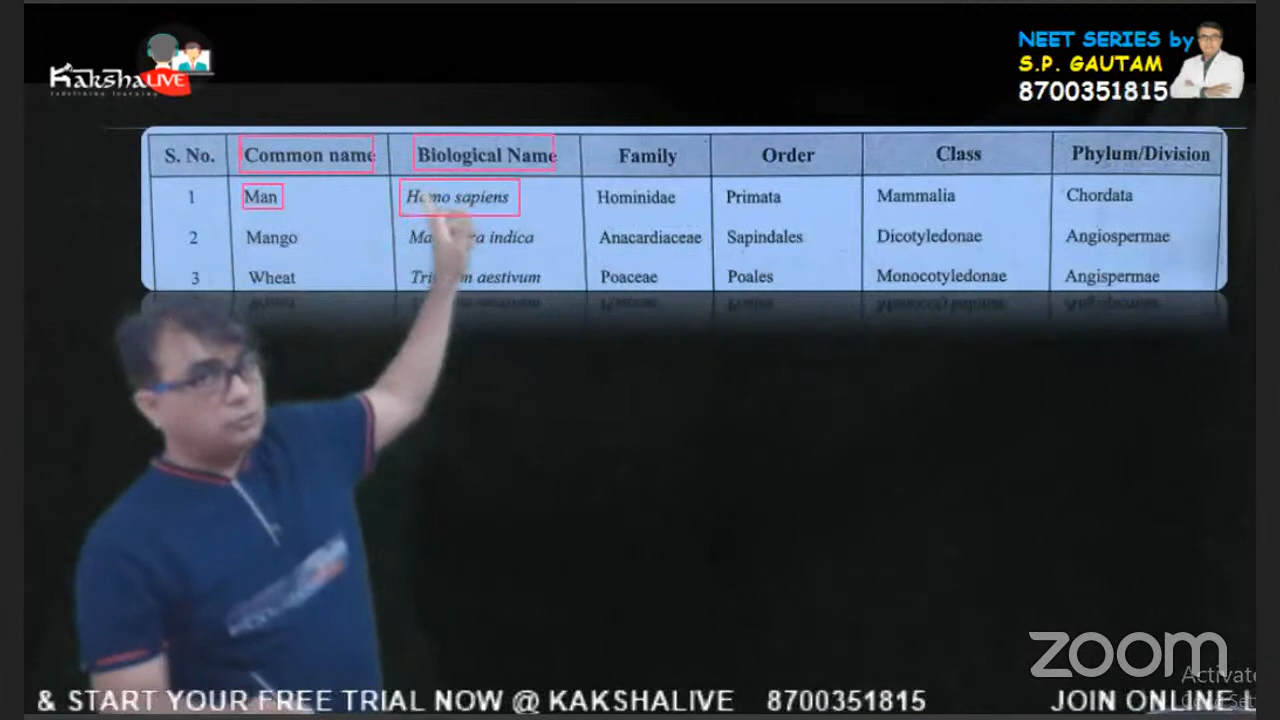 KakshaLIVE
NEET SERIES by
S.P. GAUTAM
8700351815
S. No. Common name Biological Name Family Order Class Phylum/Division
1 Man Homo sapiens Hominidae Primata Mammalia Chordata
2 Mango indica Anacardiaceae Sapindales Dicotyledonae Angiospermae
3 Wheat aestivum Poaceae Poales Monocotyledonae Angispermae
zoom
Activate
& START YOUR FREE TRIAL NOW @ KAKSHALIVE 8700351815 JOIN ONLINE L